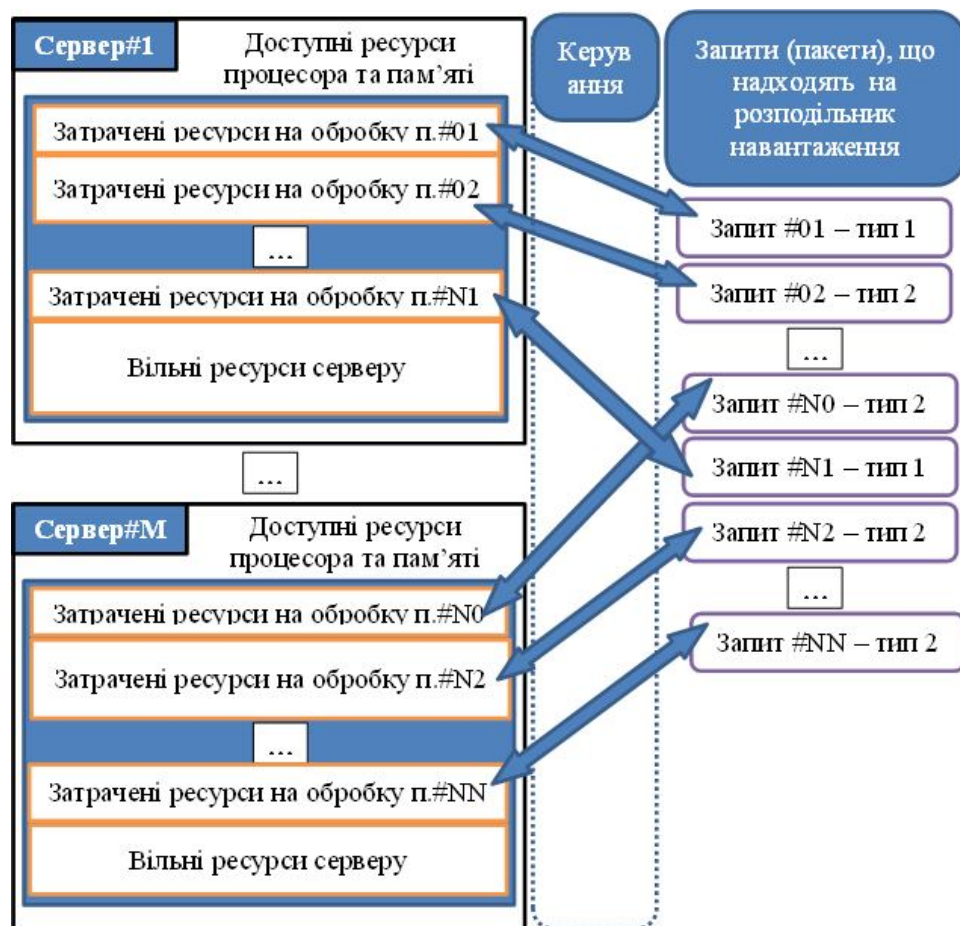 Сервер#1
Доступні ресурси
процесора та пам’яті
Затрачені ресурси на обробку п.#01
Затрачені ресурси на обробку п.#02
...
Затрачені ресурси на обробку п.#N1
Вільні ресурси серверу
...
Сервер#M
Доступні ресурси
процесора та пам’яті
Затрачені ресурси на обробку п.#N0
Затрачені ресурси на обробку п.#N2
...
Затрачені ресурси на обробку п.#NN
Вільні ресурси серверу
Керув
ання
Запити (пакети), що
надходять на
розподільник
навантаження
Запит #01 – тип 1
Запит #02 – тип 2
...
Запит #N0 – тип 2
Запит #N1 – тип 1
Запит #N2 – тип 2
...
Запит #NN – тип 2